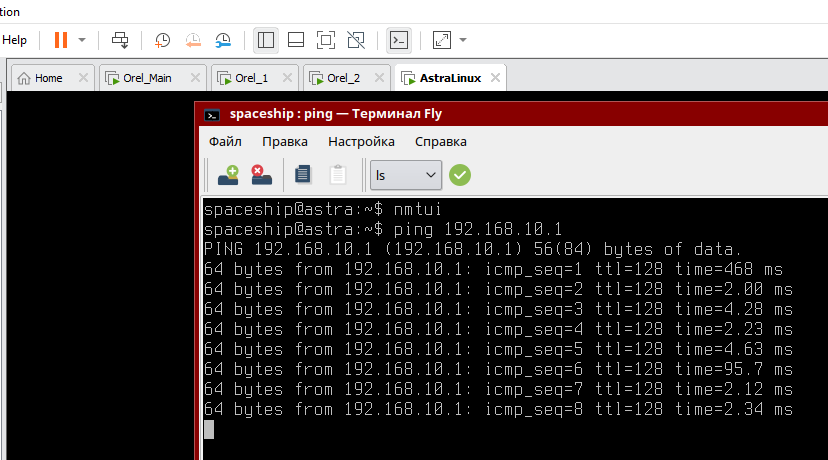 tion
Help
Home
Orel_Main
Orel_1
Orel_2
AstraLinux
spaceship : ping — Терминал Fly
Файл Правка Настройка Справка
ls
spaceship@astra:~$ nmtui
spaceship@astra:~$ ping 192.168.10.1
PING 192.168.10.1 (192.168.10.1) 56(84) bytes of data.
64 bytes from 192.168.10.1: icmp_seq=1 ttl=128 time=468 ms
64 bytes from 192.168.10.1: icmp_seq=2 ttl=128 time=2.00 ms
64 bytes from 192.168.10.1: icmp_seq=3 ttl=128 time=4.28 ms
64 bytes from 192.168.10.1: icmp_seq=4 ttl=128 time=2.23 ms
64 bytes from 192.168.10.1: icmp_seq=5 ttl=128 time=4.63 ms
64 bytes from 192.168.10.1: icmp_seq=6 ttl=128 time=95.7 ms
64 bytes from 192.168.10.1: icmp_seq=7 ttl=128 time=2.12 ms
64 bytes from 192.168.10.1: icmp_seq=8 ttl=128 time=2.34 ms